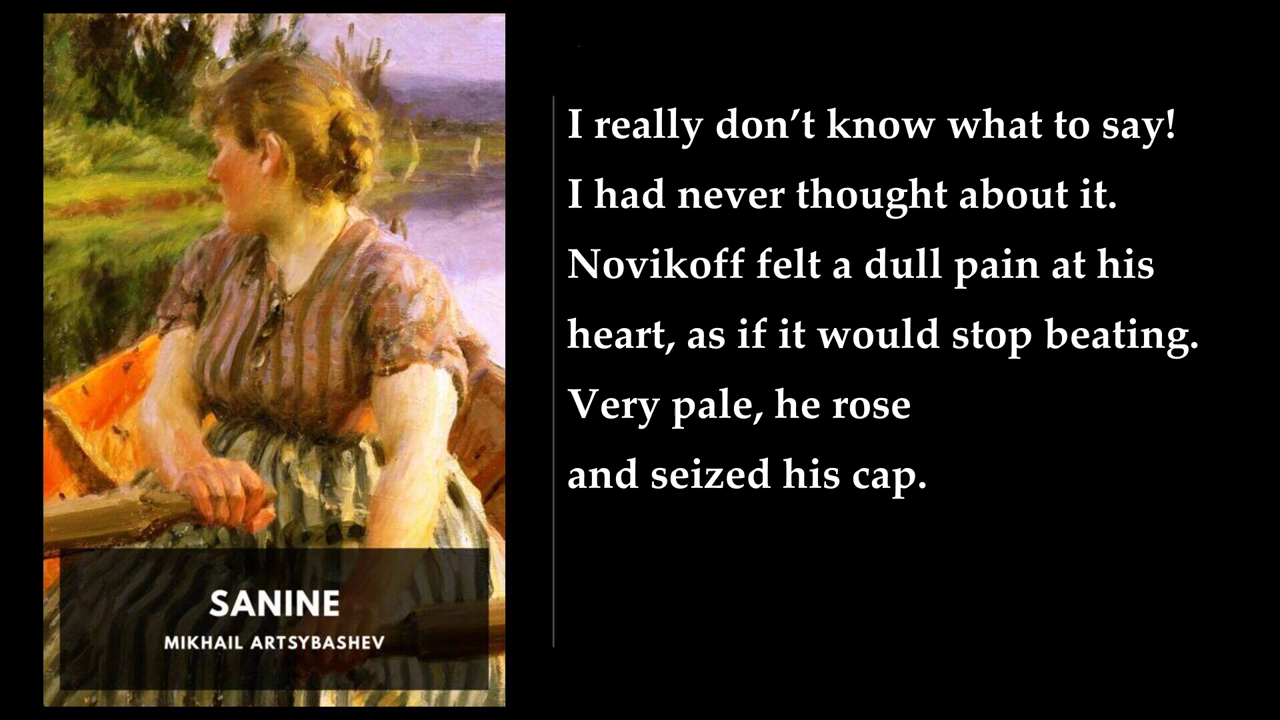 SANINE
MIKHAIL ARTSYBASHEV
I really don’t know what to say!
I had never thought about it.
Novikoff felt a dull pain at his
heart, as if it would stop beating.
Very pale, he rose
and seized his cap.